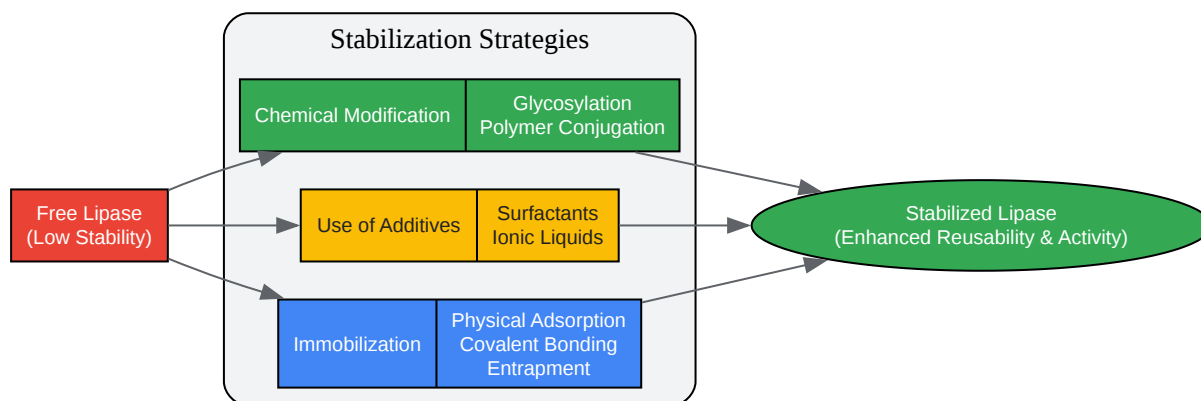 Stabilization Strategies
Chemical Modification
Glycosylation
Polymer Conjugation
Free Lipase
(Low Stability)
Use of Additives
Surfactants
Ionic Liquids
Stabilized Lipase
(Enhanced Reusability & Activity)
Immobilization
Physical Adsorption
Covalent Bonding
Entrapment